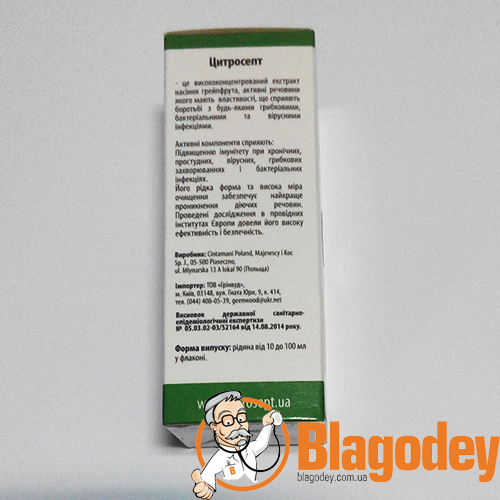 Цитросепт
- це висококонцентрований екстракт
насіння грейпфрута, активні речовини
якого мають властивості, що сприяють
боротьбі з будь-якими грибковими,
бактеріальними та вірусними
інфекціями.
Активні компоненти сприяють:
Підвищенню імунітету при хронічних,
простудних, вірусних, грибкових
захворюваннях і бактеріальних
інфекціях.
Його рідка форма та висока міра
очищення забезпечує найкраще
проникнення діючих речовин.
Проведені дослідження в провідних
інститутах Європи довели його високу
ефективність і безпечність.
Виробник: Cintamani Poland, Majewscy i Koc
Sp. J., 05-500 Piaseczno,
ul. Mlynarska 13 A lokal 90 (Польща)
Імпортер: ТОВ «Грінвуд»,
м. Київ, 03148, вул. Гната Юри, 9, к. 414,
тел. (044) 408-05-39, geenwood@ukr.net
Висновок державної санітарно-
епідеміологічної експертизи
№ 05.03.02-03/52164 від 14.08.2014 року.
Форма випуску: рідина від 10 до 100 мл
у флаконі.
osept.ua
B
Blagodey
blagodey.com.ua